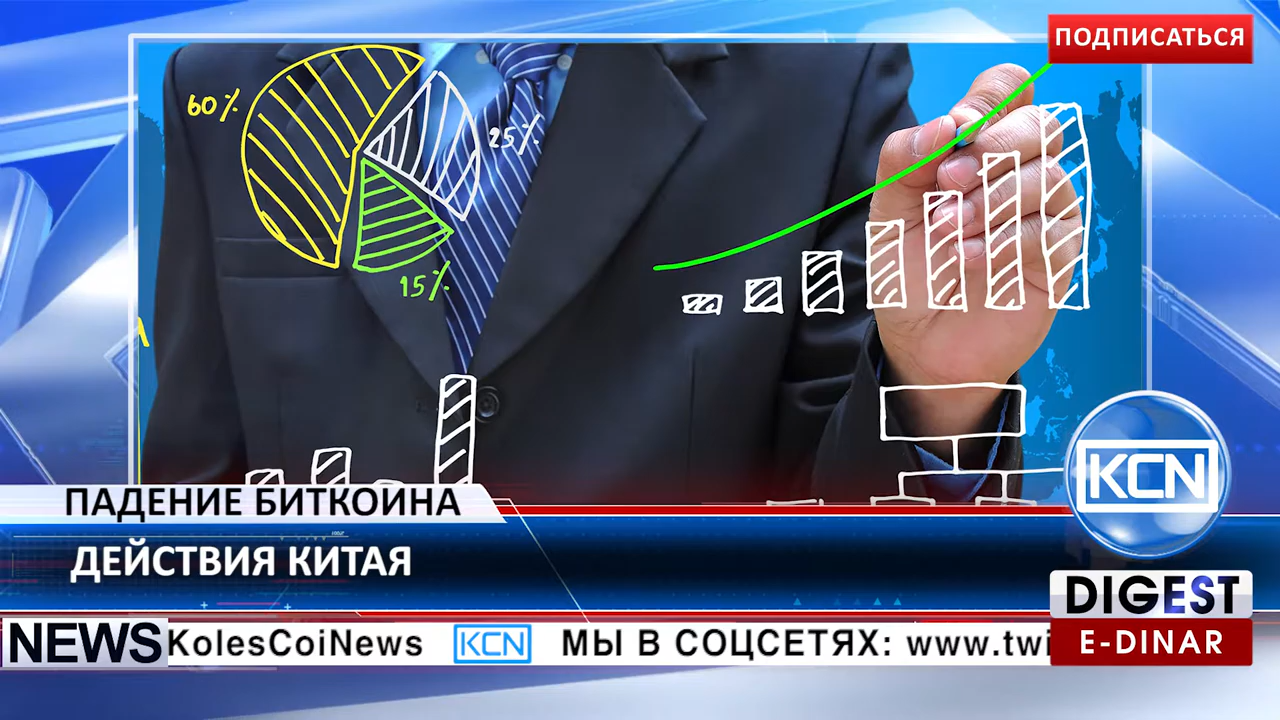 ПОДПИСАТЬСЯ
60%
25%
15%
KCN
ПАДЕНИЕ БИТКОИНА
ДЕЙСТВИЯ КИТАЯ
DIGEST
E-DINAR
NEWS KolesCoiNews KCN МЫ В СОЦСЕТЯХ: www.twi